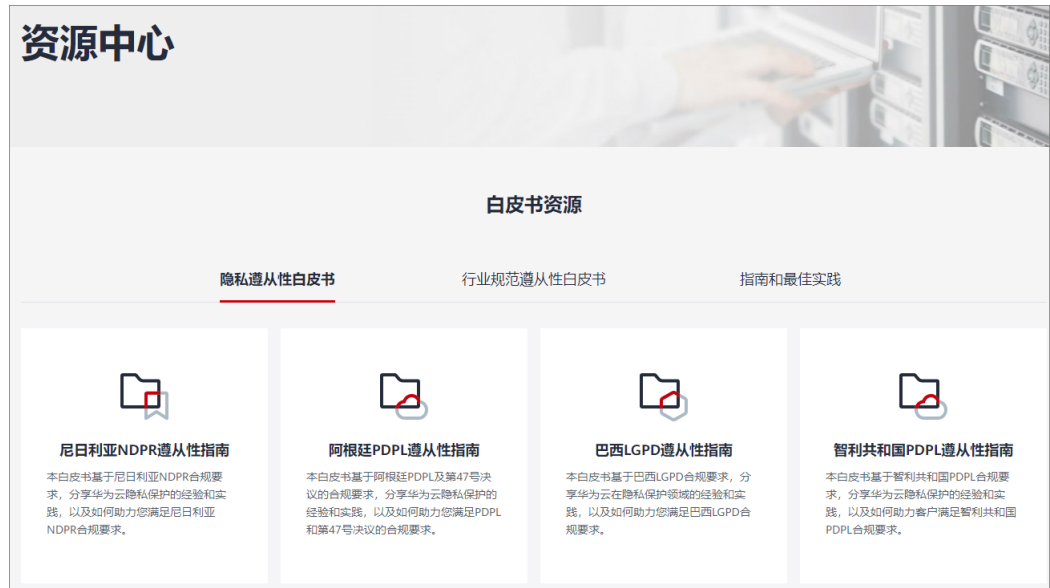 资源中心
白皮书资源
隐私遵从性白皮书
行业规范遵从性白皮书
指南和最佳实践
尼日利亚NDPR遵从性指南
本白皮书基于尼日利亚NDPR合规要
求，分享华为云隐私保护的经验和实
践，以及如何助力您满足尼日利亚
NDPR合规要求。
阿根廷PDPL遵从性指南
本白皮书基于阿根廷PDPL及第47号决
议的合规要求，分享华为云隐私保护的
经验和实践，以及如何助力您满足PDPL
和第47号决议的合规要求。
巴西LGPD遵从性指南
本白皮书基于巴西LGPD合规要求，分
享华为云在隐私保护领域的经验和实
践，以及如何助力您满足巴西LGPD合
规要求。
智利共和国PDPL遵从性指南
本白皮书基于智利共和国PDPL合规要
求，分享华为云隐私保护的经验和实
践，以及如何助力客户满足智利共和国
PDPL合规要求。